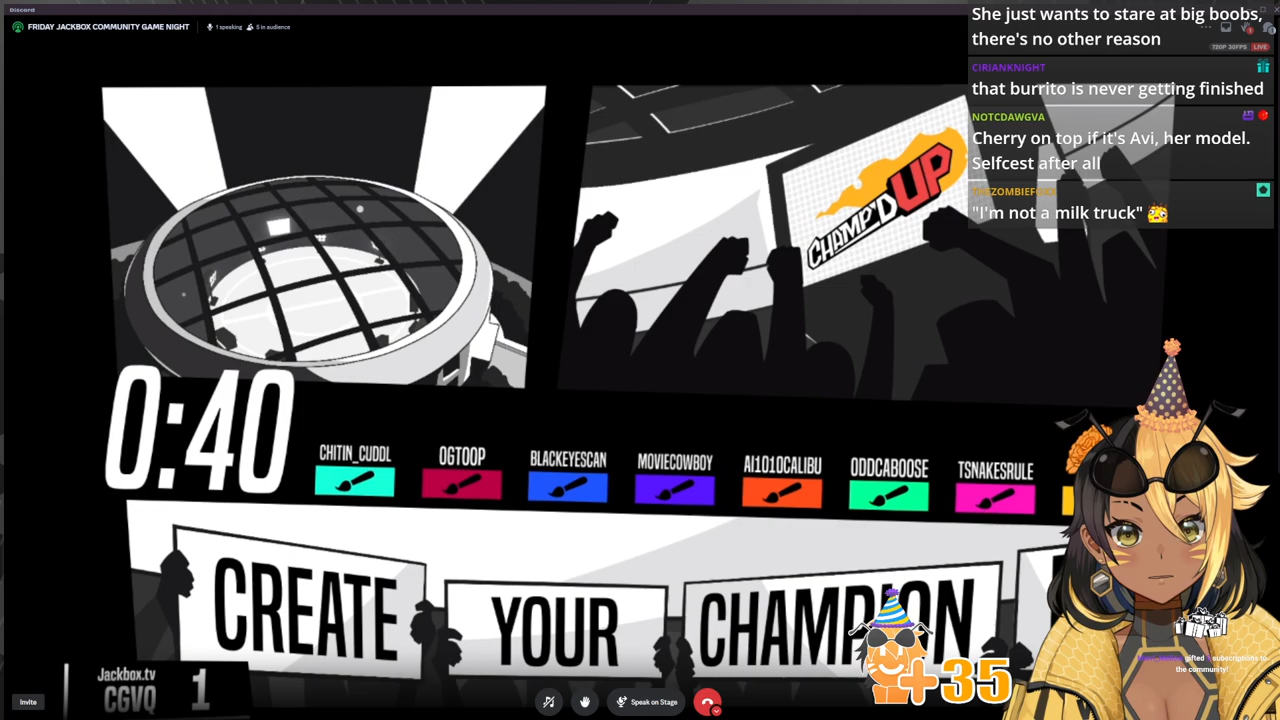 Discord
FRIDAY JACKBOX COMMUNITY GAME NIGHT
1 speaking
5 in audience
She just wants to stare at big boobs,
there's no other reason
720P 30FPS
LIVE
CIRIANKNIGHT
that burrito is never getting finished
NOTCDAWGVA
Cherry on top if it's Avi, her model.
Selfcest after all
"I'm not a milk truck"
CHAMP'D UP
0:40
CHITIN_CUDDL
OGTOOP
BLACKEYESCAN
MOVIECOWBOY
AI1010CALIBU
ODDCABOOSE
TSNAKESRULE
CREATE
YOUR
CHAMPION
+35
gifted
subscriptions to
the community!
Jackbox.tv
CGVQ
1
Invite
Speak on Stage